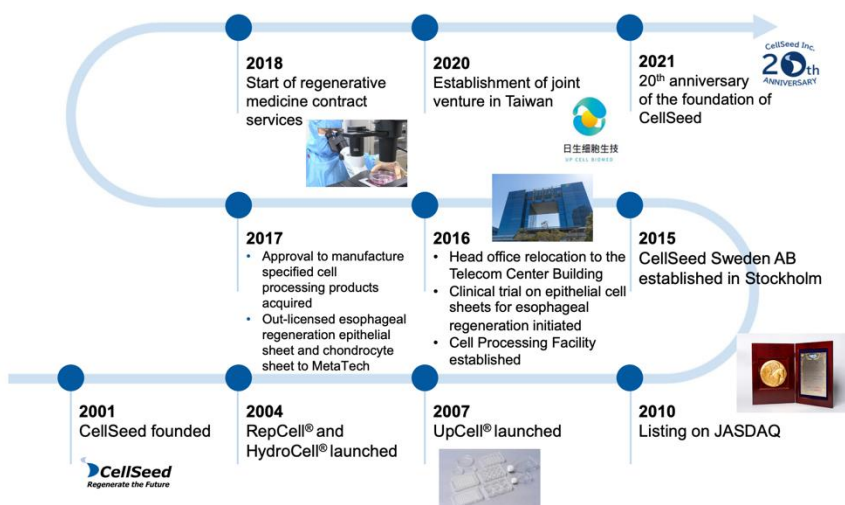 2018
Start of regenerative
medicine contract
services
2020
Establishment of joint
venture in Taiwan
日生細胞生技
UP CELL BIOMED
2021
20th anniversary
of the foundation of
CellSeed
CellSeed Inc.
20th
ANNIVERSARY
2017
• Approval to manufacture
specified cell
processing products
acquired
• Out-licensed esophageal
regeneration epithelial
sheet and chondrocyte
sheet to MetaTech
2016
• Head office relocation to the
Telecom Center Building
• Clinical trial on epithelial cell
sheets for esophageal
regeneration initiated
• Cell Processing Facility
established
2015
CellSeed Sweden AB
established in Stockholm
2001
CellSeed founded
CellSeed
Regenerate the Future
2004
RepCell® and
HydroCell® launched
2007
UpCell® launched
2010
Listing on JASDAQ